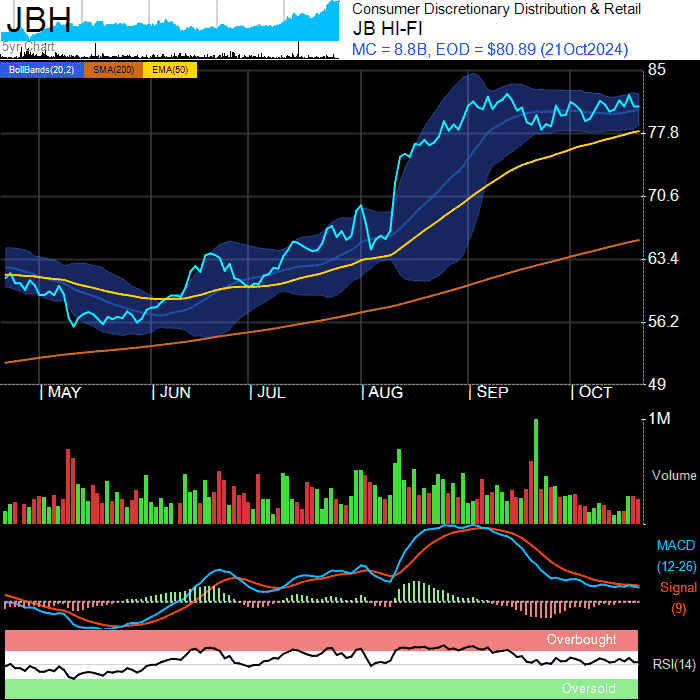 JBH
5yr Chart
Consumer Discretionary Distribution & Retail
JB HI-FI
MC = 8.8B, EOD = $80.89 (21Oct2024)
BollBands(20,2) SMA(200) EMA(50)
85
77.8
70.6
63.4
56.2
49
MAY JUN JUL AUG SEP OCT
1M
Volume
MACD
(12-26)
Signal
(9)
Overbought
RSI(14)
Oversold